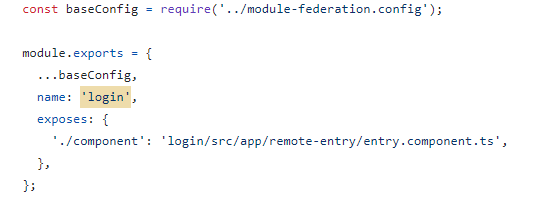 const baseConfig = require('../module-federation.config');

module.exports = {
  ...baseConfig,
  name: 'login',
  exposes: {
    './component': 'login/src/app/remote-entry/entry.component.ts',
  },
};